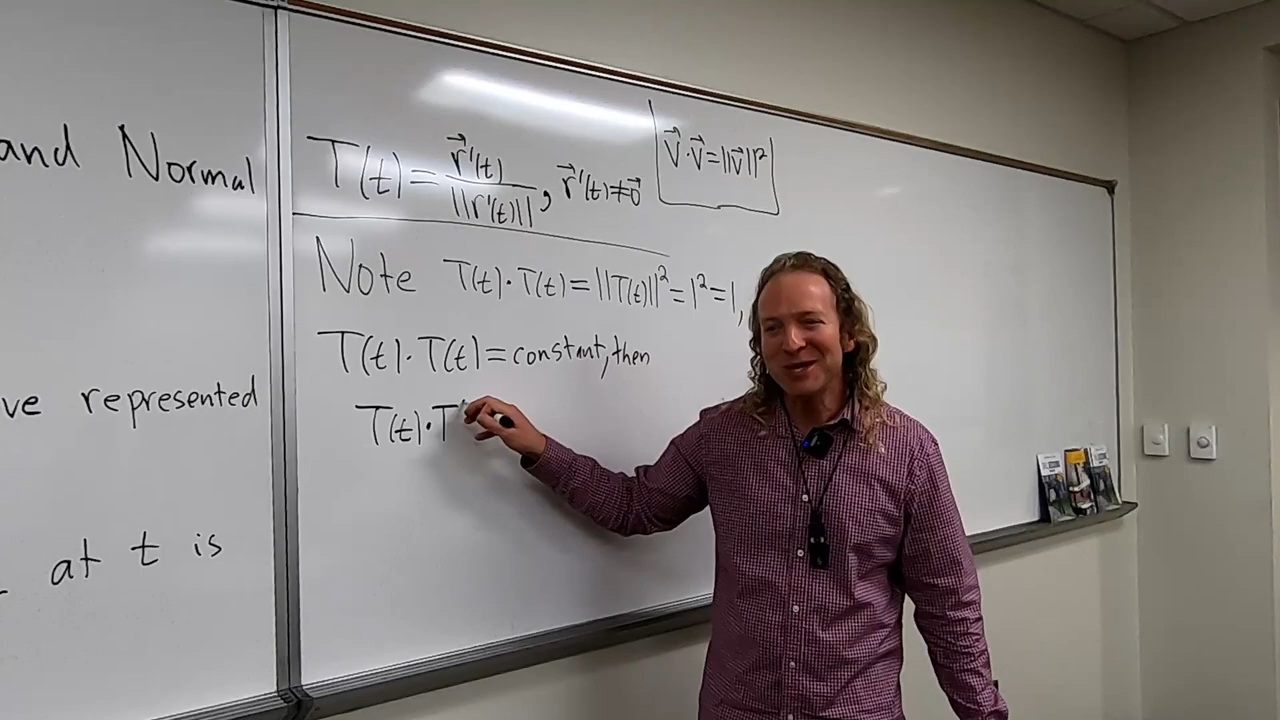 and Normal
ve represented
at t is
T(t) = r⃗'(t) / ||r'(t)||, r⃗'(t) ≠ 0⃗
v⃗·v⃗ = ||v⃗||²
Note T(t)·T(t) = ||T(t)||² = 1² = 1,
T(t)·T(t) = constant, then
T(t)·T'